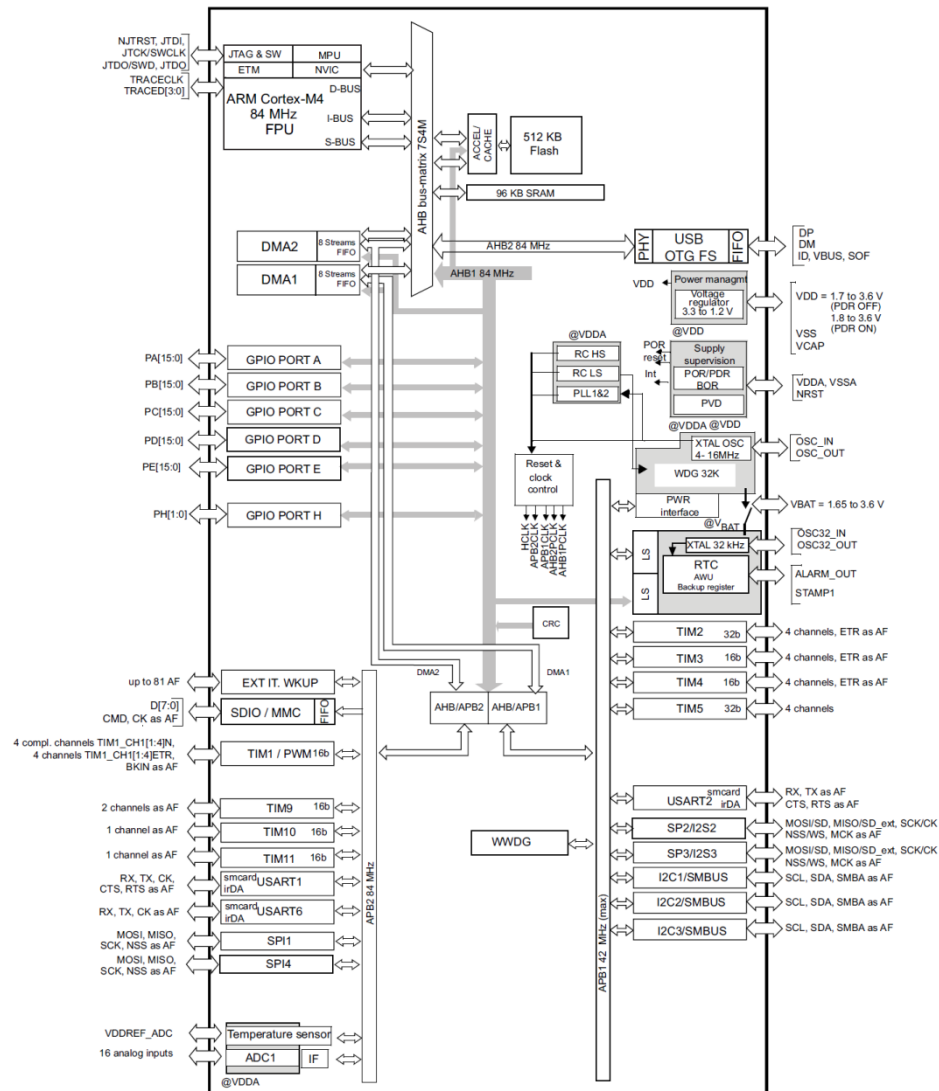 NJTRST, JTDI,
JTCK/SWCLK
JTDO/SWD, JTDO
TRACECLK
TRACED[3:0]
JTAG & SW
MPU
ETM
NVIC
D-BUS
ARM Cortex-M4
84 MHz
FPU
I-BUS
S-BUS
AHB bus-matrix 7S4M
ACCEL/
CACHE
512 KB
Flash
96 KB SRAM
DMA2
8 Streams
FIFO
DMA1
8 Streams
FIFO
AHB2 84 MHz
AHB1 84 MHz
PHY
USB
OTG FS
FIFO
DP
DM
ID, VBUS, SOF
Power managmt
VDD
Voltage
regulator
3.3 to 1.2 V
@VDD
VDD = 1.7 to 3.6 V
(PDR OFF)
1.8 to 3.6 V
(PDR ON)
VSS
VCAP
@VDDA
RC HS
RC LS
PLL1&2
POR
reset
Int
Supply
supervision
POR/PDR
BOR
PVD
VDDA, VSSA
NRST
@VDDA
@VDD
XTAL OSC
4- 16MHz
OSC_IN
OSC_OUT
WDG 32K
PWR
interface
VBAT = 1.65 to 3.6 V
@VBAT
Reset &
clock
control
HCLK
APB2CLK
APB1CLK
AHB2PCLK
AHB1PCLK
PA[15:0]
GPIO PORT A
PB[15:0]
GPIO PORT B
PC[15:0]
GPIO PORT C
PD[15:0]
GPIO PORT D
PE[15:0]
GPIO PORT E
PH[1:0]
GPIO PORT H
LS
LS
XTAL 32 kHz
RTC
AWU
Backup register
OSC32_IN
OSC32_OUT
ALARM_OUT
STAMP1
CRC
DMA2
DMA1
AHB/APB2
AHB/APB1
TIM2
32b
4 channels, ETR as AF
TIM3
16b
4 channels, ETR as AF
TIM4
16b
4 channels, ETR as AF
TIM5
32b
4 channels
up to 81 AF
EXT IT. WKUP
D[7:0]
CMD, CK as AF
SDIO / MMC
FIFO
4 compl. channels TIM1_CH1[1:4]N,
4 channels TIM1_CH1[1:4]ETR,
BKIN as AF
TIM1 / PWM
16b
2 channels as AF
TIM9
16b
1 channel as AF
TIM10
16b
1 channel as AF
TIM11
16b
RX, TX, CK,
CTS, RTS as AF
smcard
irDA
USART1
RX, TX, CK as AF
smcard
irDA
USART6
MOSI, MISO,
SCK, NSS as AF
SPI1
MOSI, MISO,
SCK, NSS as AF
SPI4
APB2 84 MHz
VDDREF_ADC
Temperature sensor
16 analog inputs
ADC1
IF
@VDDA
WWDG
APB1 42 MHz (max)
smcard
irDA
USART2
RX, TX as AF
CTS, RTS as AF
SP2/I2S2
MOSI/SD, MISO/SD_ext, SCK/CK
NSS/WS, MCK as AF
SP3/I2S3
MOSI/SD, MISO/SD_ext, SCK/CK
NSS/WS, MCK as AF
I2C1/SMBUS
SCL, SDA, SMBA as AF
I2C2/SMBUS
SCL, SDA, SMBA as AF
I2C3/SMBUS
SCL, SDA, SMBA as AF